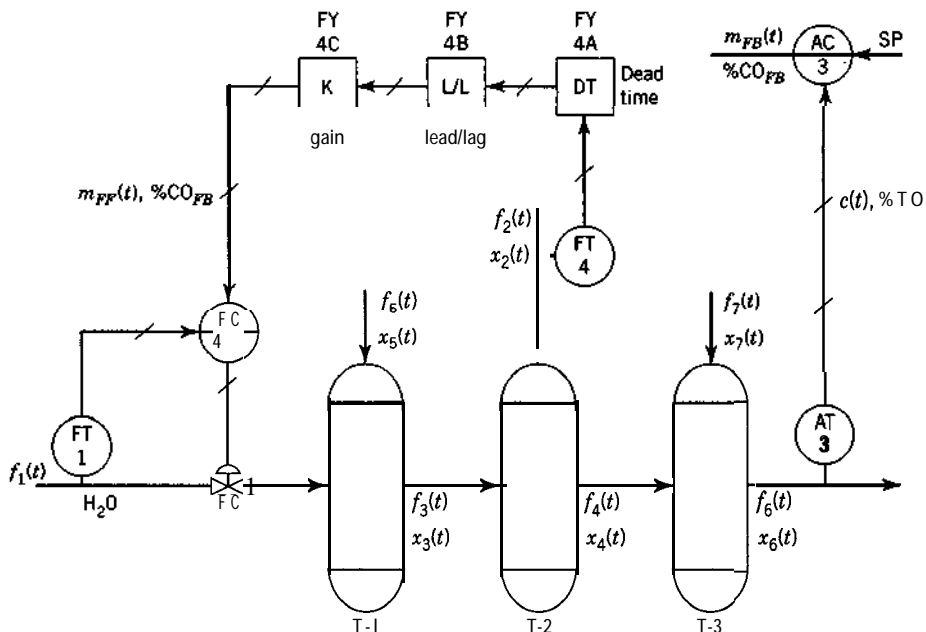 FY
4C
FY
4B
FY
4A
K
L/L
DT
Dead
time
gain
lead/lag
m_FB(t)
%CO_FB
AC
3
SP
m_FF(t), %CO_FB
c(t), %TO
f_2(t)
x_2(t)
FT
4
FC
4
f_6(t)
x_5(t)
f_7(t)
x_7(t)
FT
1
AT
3
f_1(t)
H_2O
FC 1
f_3(t)
x_3(t)
f_4(t)
x_4(t)
f_6(t)
x_6(t)
T-1
T-2
T-3